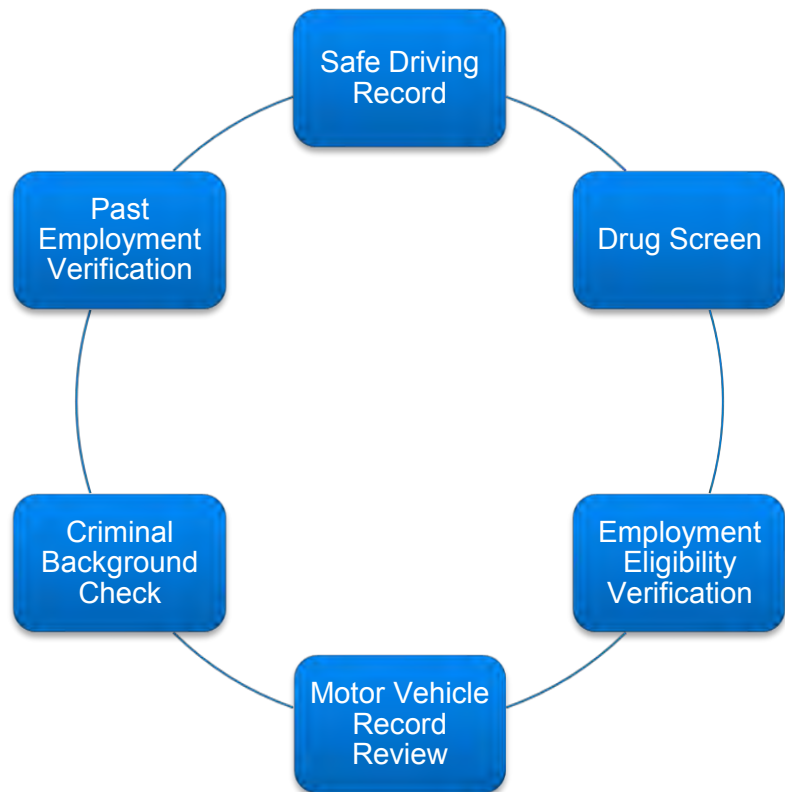 Safe Driving
Record
Drug Screen
Employment
Eligibility
Verification
Motor Vehicle
Record
Review
Criminal
Background
Check
Past
Employment
Verification